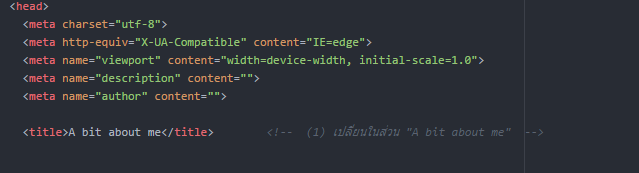 <head>
<meta charset="utf-8">
<meta http-equiv="X-UA-Compatible" content="IE=edge">
<meta name="viewport" content="width=device-width, initial-scale=1.0">
<meta name="description" content="">
<meta name="author" content="">
<title>A bit about me</title> <!-- (1) เปลี่ยนในส่วน "A bit about me" -->